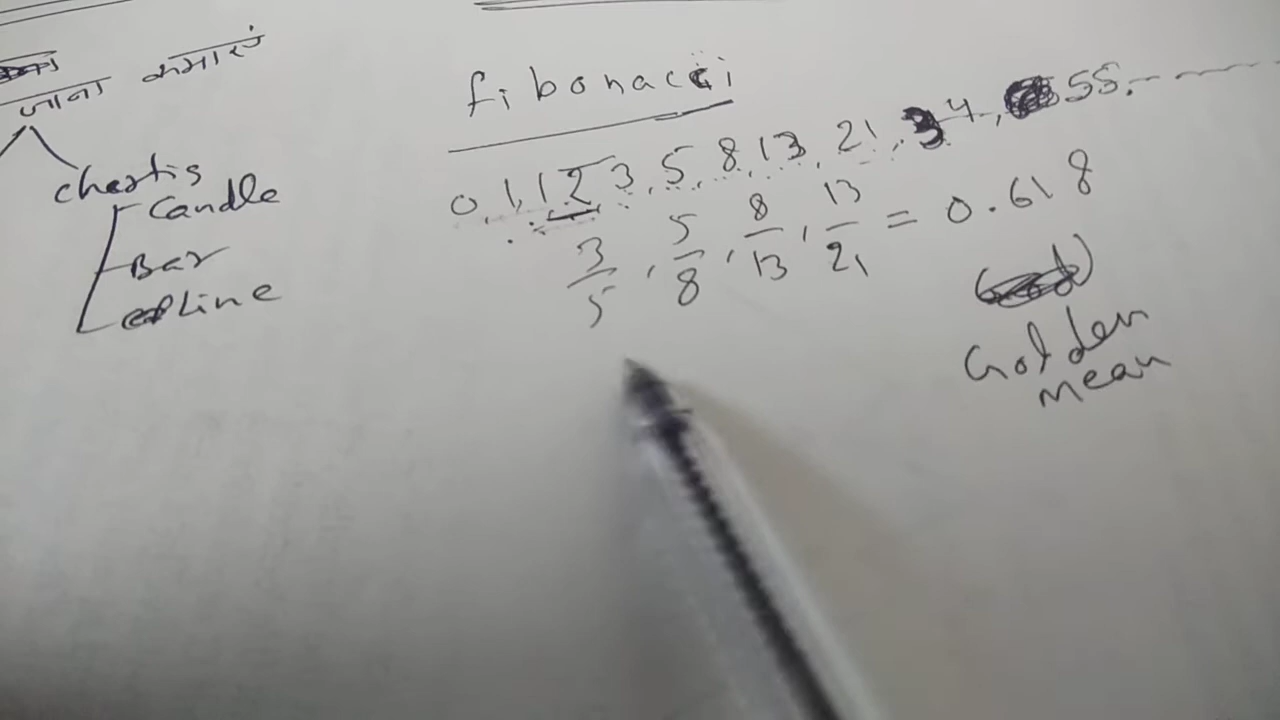 जाना कमाएं
chartis
Candle
Bar
Line
fibonacci
0, 1, 1, 2, 3, 5, 8, 13, 21, 34, 55.-------
3/5, 5/8, 8/13, 13/21 = 0.618
Golden
mean